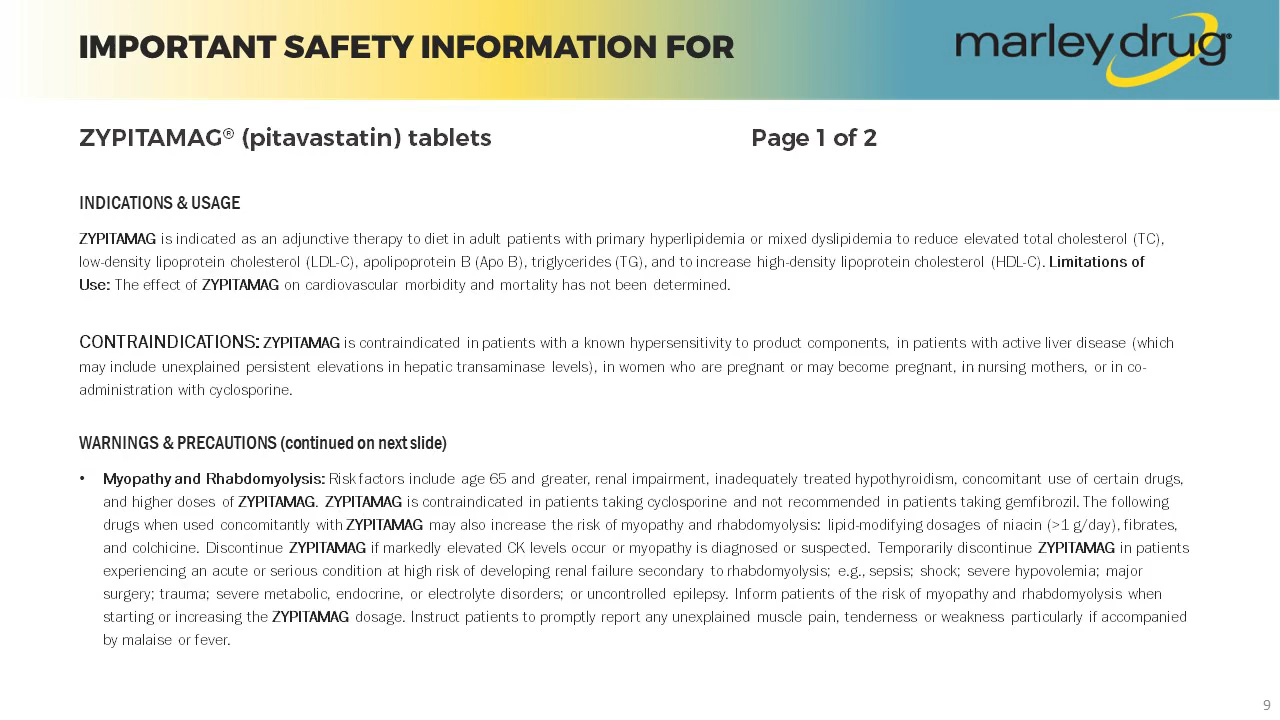 IMPORTANT SAFETY INFORMATION FOR
marley drug®
ZYPITAMAG® (pitavastatin) tablets
Page 1 of 2
INDICATIONS & USAGE
ZYPITAMAG is indicated as an adjunctive therapy to diet in adult patients with primary hyperlipidemia or mixed dyslipidemia to reduce elevated total cholesterol (TC),
low-density lipoprotein cholesterol (LDL-C), apolipoprotein B (Apo B), triglycerides (TG), and to increase high-density lipoprotein cholesterol (HDL-C). Limitations of
Use: The effect of ZYPITAMAG on cardiovascular morbidity and mortality has not been determined.
CONTRAINDICATIONS: ZYPITAMAG is contraindicated in patients with a known hypersensitivity to product components, in patients with active liver disease (which
may include unexplained persistent elevations in hepatic transaminase levels), in women who are pregnant or may become pregnant, in nursing mothers, or in co-
administration with cyclosporine.
WARNINGS & PRECAUTIONS (continued on next slide)
• Myopathy and Rhabdomyolysis: Risk factors include age 65 and greater, renal impairment, inadequately treated hypothyroidism, concomitant use of certain drugs,
and higher doses of ZYPITAMAG. ZYPITAMAG is contraindicated in patients taking cyclosporine and not recommended in patients taking gemfibrozil. The following
drugs when used concomitantly with ZYPITAMAG may also increase the risk of myopathy and rhabdomyolysis: lipid-modifying dosages of niacin (>1 g/day), fibrates,
and colchicine. Discontinue ZYPITAMAG if markedly elevated CK levels occur or myopathy is diagnosed or suspected. Temporarily discontinue ZYPITAMAG in patients
experiencing an acute or serious condition at high risk of developing renal failure secondary to rhabdomyolysis; e.g., sepsis; shock; severe hypovolemia; major
surgery; trauma; severe metabolic, endocrine, or electrolyte disorders; or uncontrolled epilepsy. Inform patients of the risk of myopathy and rhabdomyolysis when
starting or increasing the ZYPITAMAG dosage. Instruct patients to promptly report any unexplained muscle pain, tenderness or weakness particularly if accompanied
by malaise or fever.
9